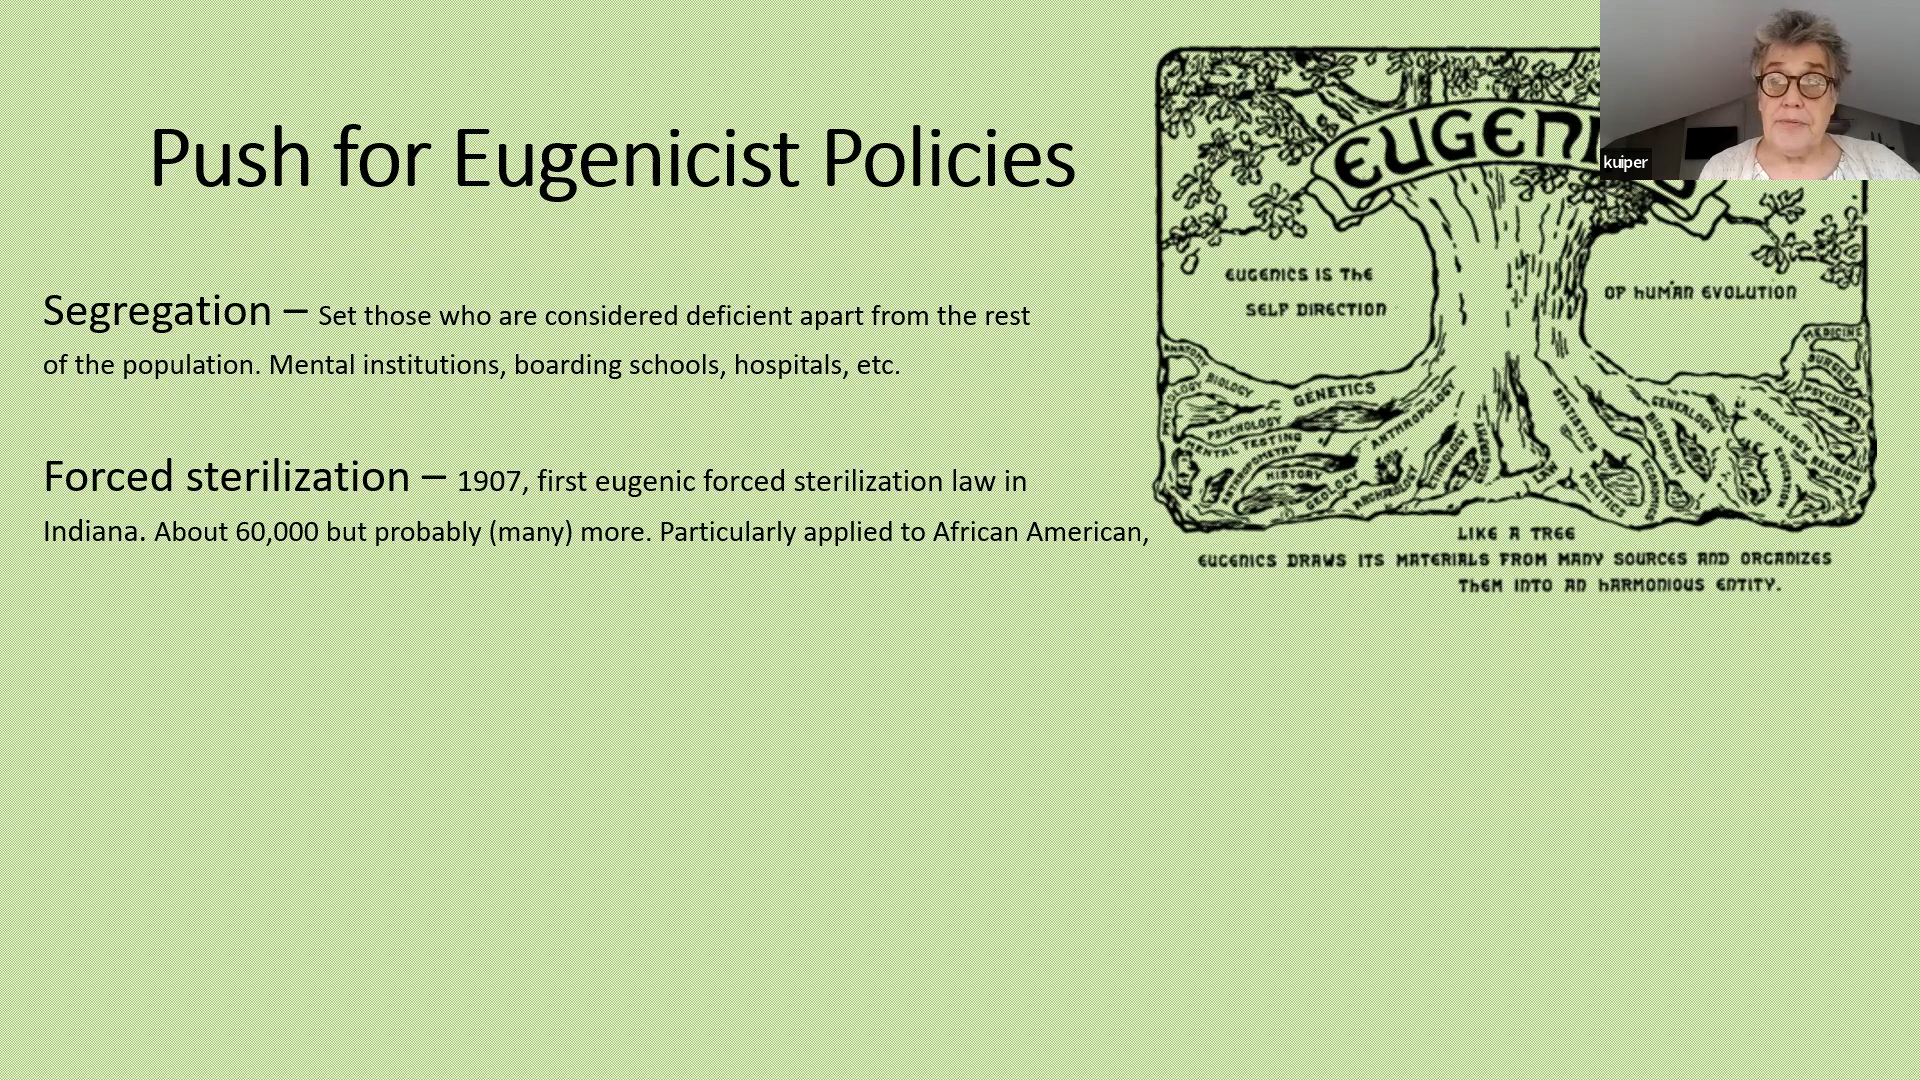 Push for Eugenicist Policies
Segregation – Set those who are considered deficient apart from the rest
of the population. Mental institutions, boarding schools, hospitals, etc.
Forced sterilization – 1907, first eugenic forced sterilization law in
Indiana. About 60,000 but probably (many) more. Particularly applied to African American,
kuiper
EUGENICS IS THE
SELF DIRECTION
OF HUMAN EVOLUTION
ANATOMY
PHYSIOLOGY
BIOLOGY
GENETICS
PSYCHOLOGY
MENTAL TESTING
ANTHROPOMETRY
HISTORY
GEOLOGY
ANTHROPOLOGY
ARCHÆOLOGY
ETHNOLOGY
LAW
STATISTICS
POLITICS
ECONOMICS
BIOGRAPHY
GENEALOGY
EDUCATION
SOCIOLOGY
RELIGION
PSYCHIATRY
SURGERY
MEDICINE
LIKE A TREE
EUGENICS DRAWS ITS MATERIALS FROM MANY SOURCES AND ORGANIZES
THEM INTO AN HARMONIOUS ENTITY.